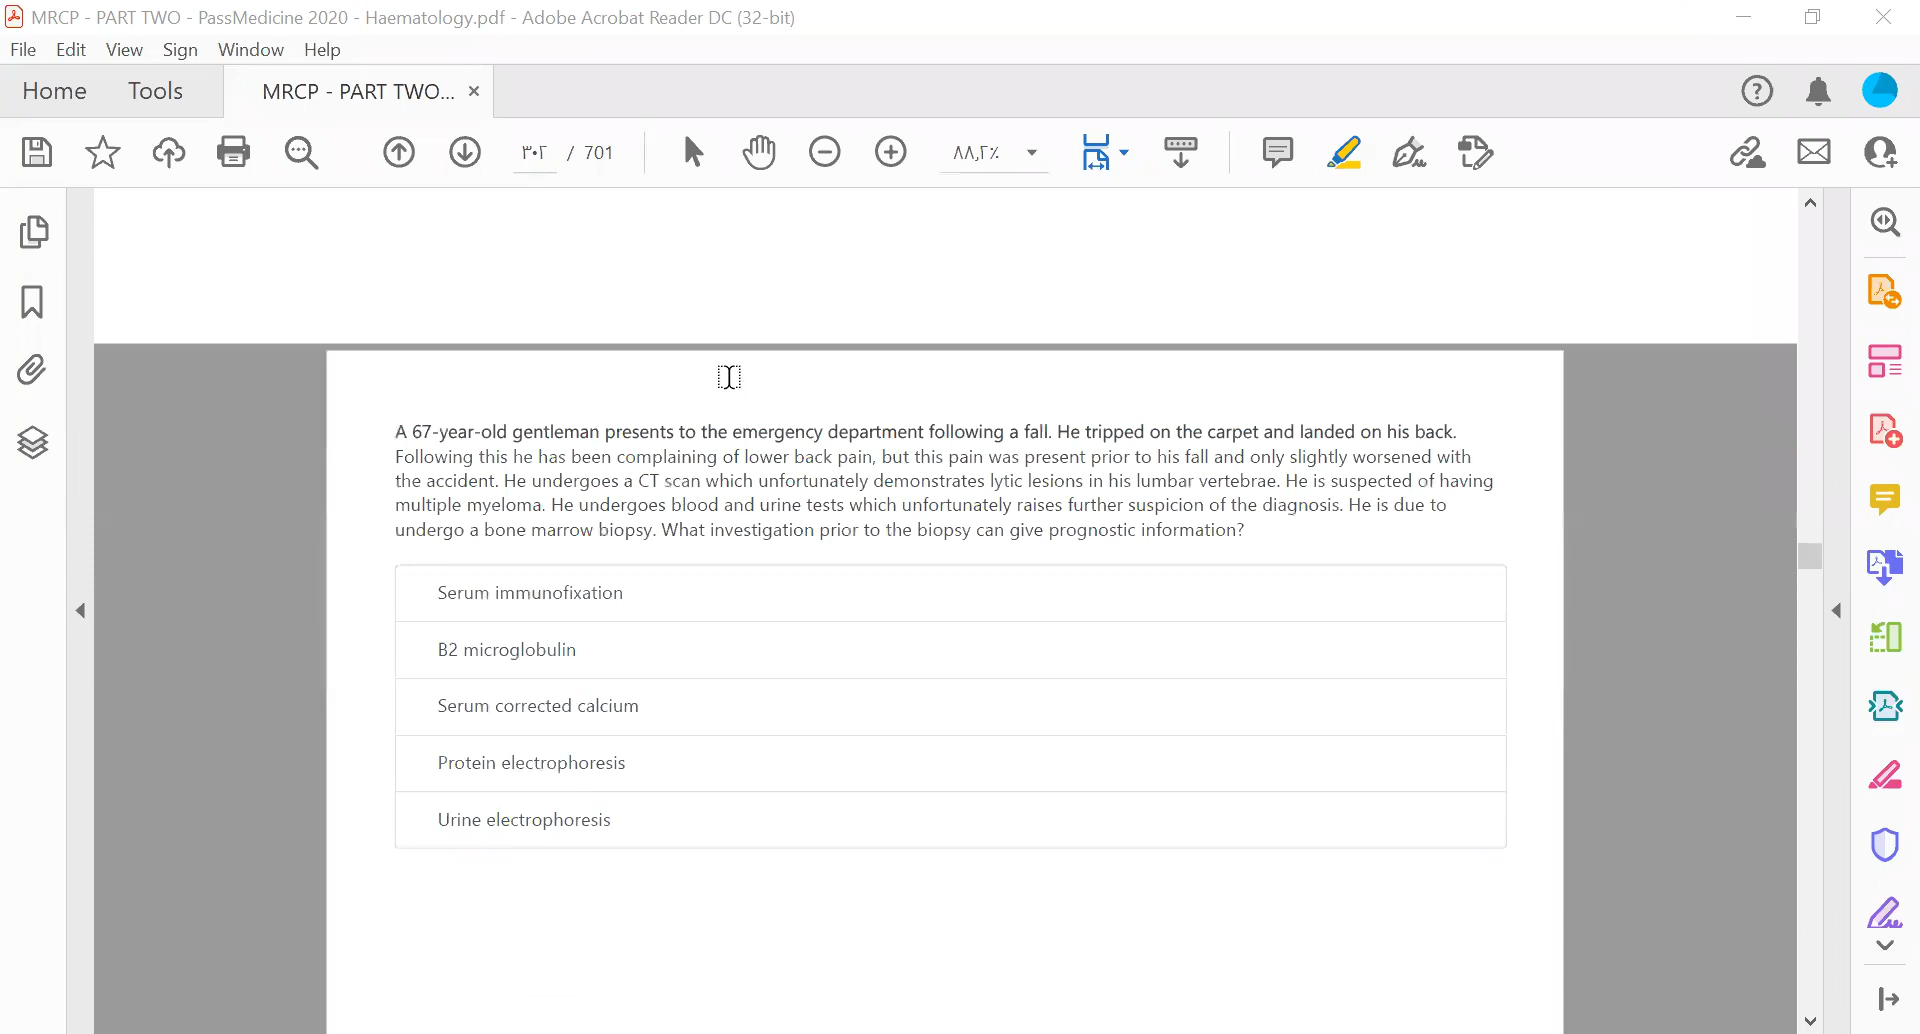 MRCP - PART TWO - PassMedicine 2020 - Haematology.pdf - Adobe Acrobat Reader DC (32-bit)
File Edit View Sign Window Help
Home Tools MRCP - PART TWO... ×
٣٠٢ / 701 ٨٨,٢٪
A 67-year-old gentleman presents to the emergency department following a fall. He tripped on the carpet and landed on his back.
Following this he has been complaining of lower back pain, but this pain was present prior to his fall and only slightly worsened with
the accident. He undergoes a CT scan which unfortunately demonstrates lytic lesions in his lumbar vertebrae. He is suspected of having
multiple myeloma. He undergoes blood and urine tests which unfortunately raises further suspicion of the diagnosis. He is due to
undergo a bone marrow biopsy. What investigation prior to the biopsy can give prognostic information?
Serum immunofixation
B2 microglobulin
Serum corrected calcium
Protein electrophoresis
Urine electrophoresis